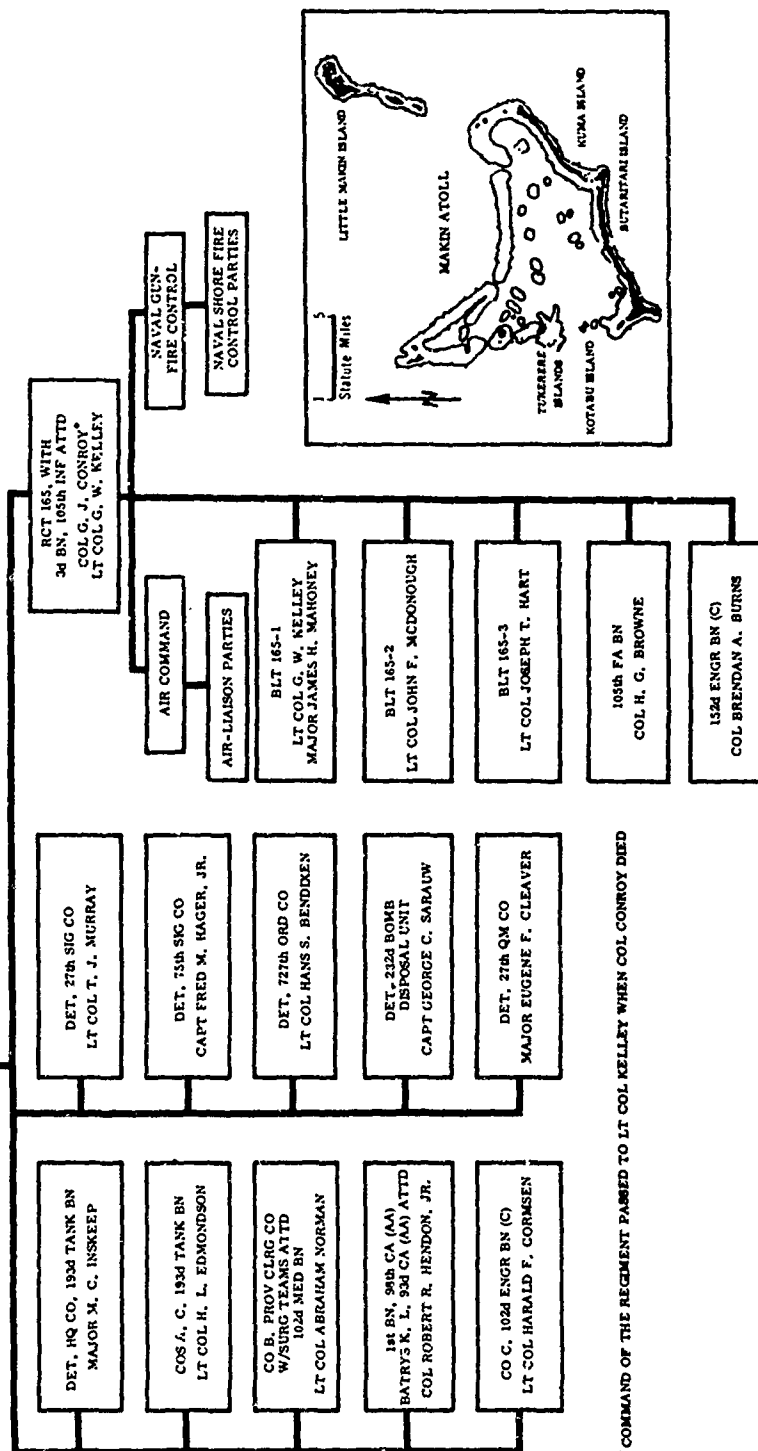 RCT 165, WITH
3d BN, 105th INF ATTD
COL G. J. CONROY*
LT COL G. W. KELLEY
AIR COMMAND
AIR-LIAISON PARTIES
NAVAL GUN-
FIRE CONTROL
NAVAL SHORE FIRE
CONTROL PARTIES
DET, HQ CO, 193d TANK BN
MAJOR M. C. INSKEEP
COS A, C, 193d TANK BN
LT COL H. L. EDMONDSON
CO B, PROV CLRG CO
W/SURG TEAMS ATTD
102d MED BN
LT COL ABRAHAM NORMAN
1st BN, 98th CA (AA)
BATRYS K, L, 93d CA (AA) ATTD
COL ROBERT R. HENDON, JR.
CO C, 102d ENGR BN (C)
LT COL HARALD F. GORMSEN
DET, 27th SIG CO
LT COL T. J. MURRAY
DET, 75th SIG CO
CAPT FRED M. HAGER, JR.
DET, 727th ORD CO
LT COL HANS S. BENDIXEN
DET, 232d BOMB
DISPOSAL UNIT
CAPT GEORGE C. SARAUW
DET, 27th QM CO
MAJOR EUGENE F. CLEAVER
BLT 165-1
LT COL G. W. KELLEY
MAJOR JAMES H. MAHONEY
BLT 165-2
LT COL JOHN F. MCDONOUGH
BLT 165-3
LT COL JOSEPH T. HART
105th FA BN
COL H. G. BROWNE
152d ENGR BN (C)
COL BRENDAN A. BURNS
1 5
Statute Miles
N
LITTLE MAKIN ISLAND
MAKIN ATOLL
TUKERERE
ISLANDS
KOTABU ISLAND
KUMA ISLAND
BUTARITARI ISLAND
COMMAND OF THE REGIMENT PASSED TO LT COL KELLEY WHEN COL CONROY DIED